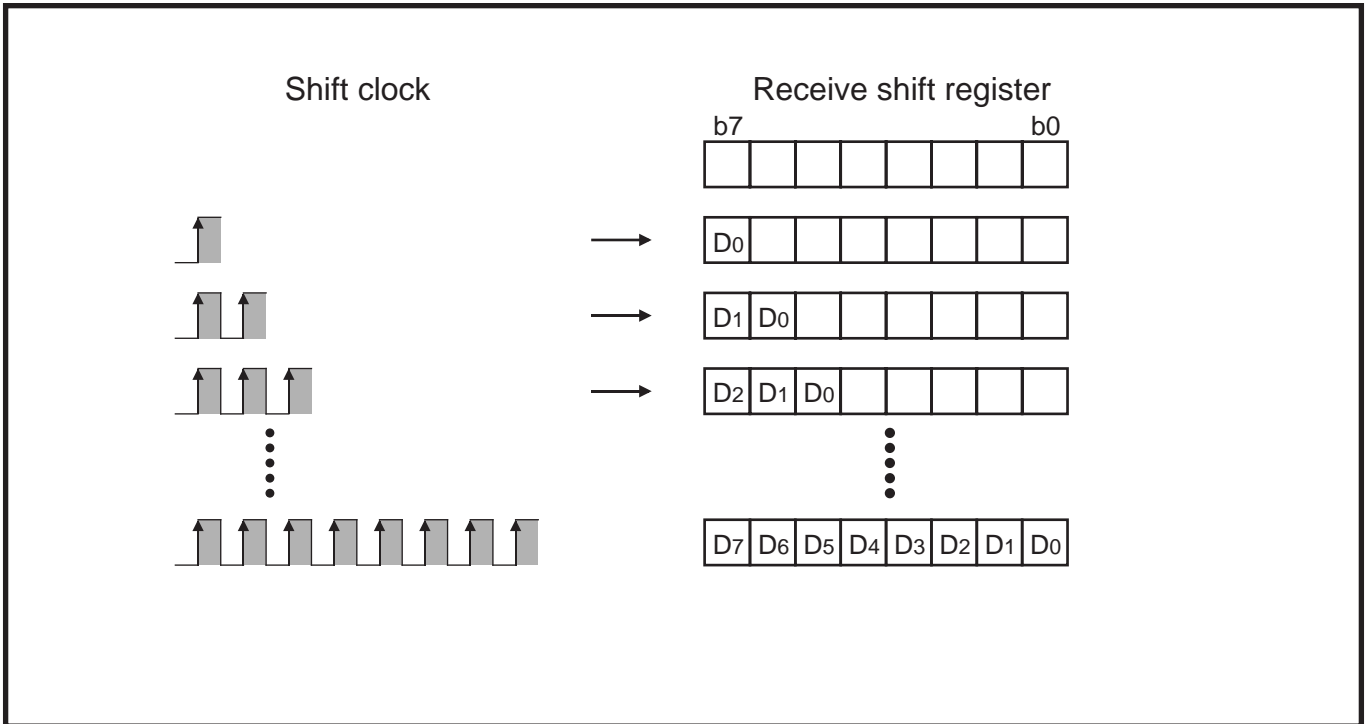 Shift clock
Receive shift register
b7 b0
D0
D1 D0
D2 D1 D0
D7 D6 D5 D4 D3 D2 D1 D0